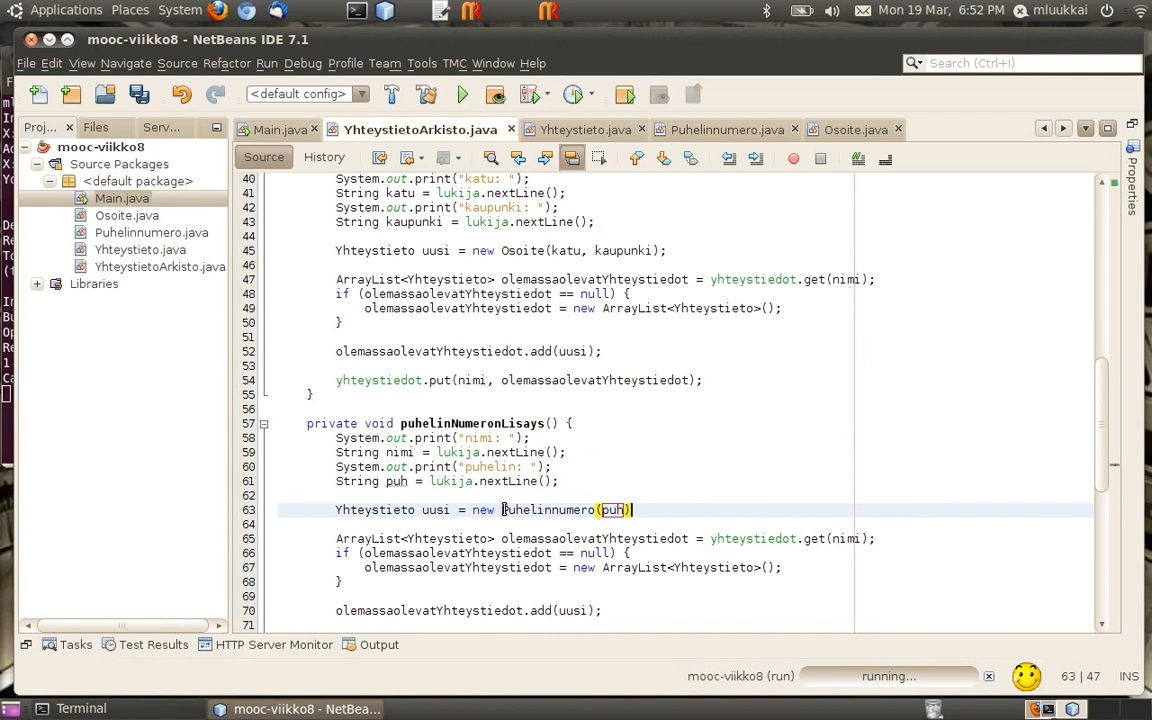 Applications Places System Mon 19 Mar, 6:52 PM mluukkai
mooc-viikko8 - NetBeans IDE 7.1
File Edit View Navigate Source Refactor Run Debug Profile Team Tools TMC Window Help
Search (Ctrl+I)
<default config>
Proj... Files Serv...
Main.java YhteystietoArkisto.java Yhteystieto.java Puhelinnumero.java Osoite.java
mooc-viikko8
Source Packages
<default package>
Main.java
Osoite.java
Puhelinnumero.java
Yhteystieto.java
YhteystietoArkisto.java
Libraries
Source History
40 System.out.print("katu: ");
41 String katu = lukija.nextLine();
42 System.out.print("kaupunki: ");
43 String kaupunki = lukija.nextLine();
44
45 Yhteystieto uusi = new Osoite(katu, kaupunki);
46
47 ArrayList<Yhteystieto> olemassaolevatYhteystiedot = yhteystiedot.get(nimi);
48 if (olemassaolevatYhteystiedot == null) {
49 olemassaolevatYhteystiedot = new ArrayList<Yhteystieto>();
50 }
51
52 olemassaolevatYhteystiedot.add(uusi);
53
54 yhteystiedot.put(nimi, olemassaolevatYhteystiedot);
55 }
56
57 private void puhelinNumeronLisays() {
58 System.out.print("nimi: ");
59 String nimi = lukija.nextLine();
60 System.out.print("puhelin: ");
61 String puh = lukija.nextLine();
62
63 Yhteystieto uusi = new Puhelinnumero(puh)
64
65 ArrayList<Yhteystieto> olemassaolevatYhteystiedot = yhteystiedot.get(nimi);
66 if (olemassaolevatYhteystiedot == null) {
67 olemassaolevatYhteystiedot = new ArrayList<Yhteystieto>();
68 }
69
70 olemassaolevatYhteystiedot.add(uusi);
71
Properties
Tasks Test Results HTTP Server Monitor Output
mooc-viikko8 (run) running... 63 | 47 INS
Terminal mooc-viikko8 - NetBea...